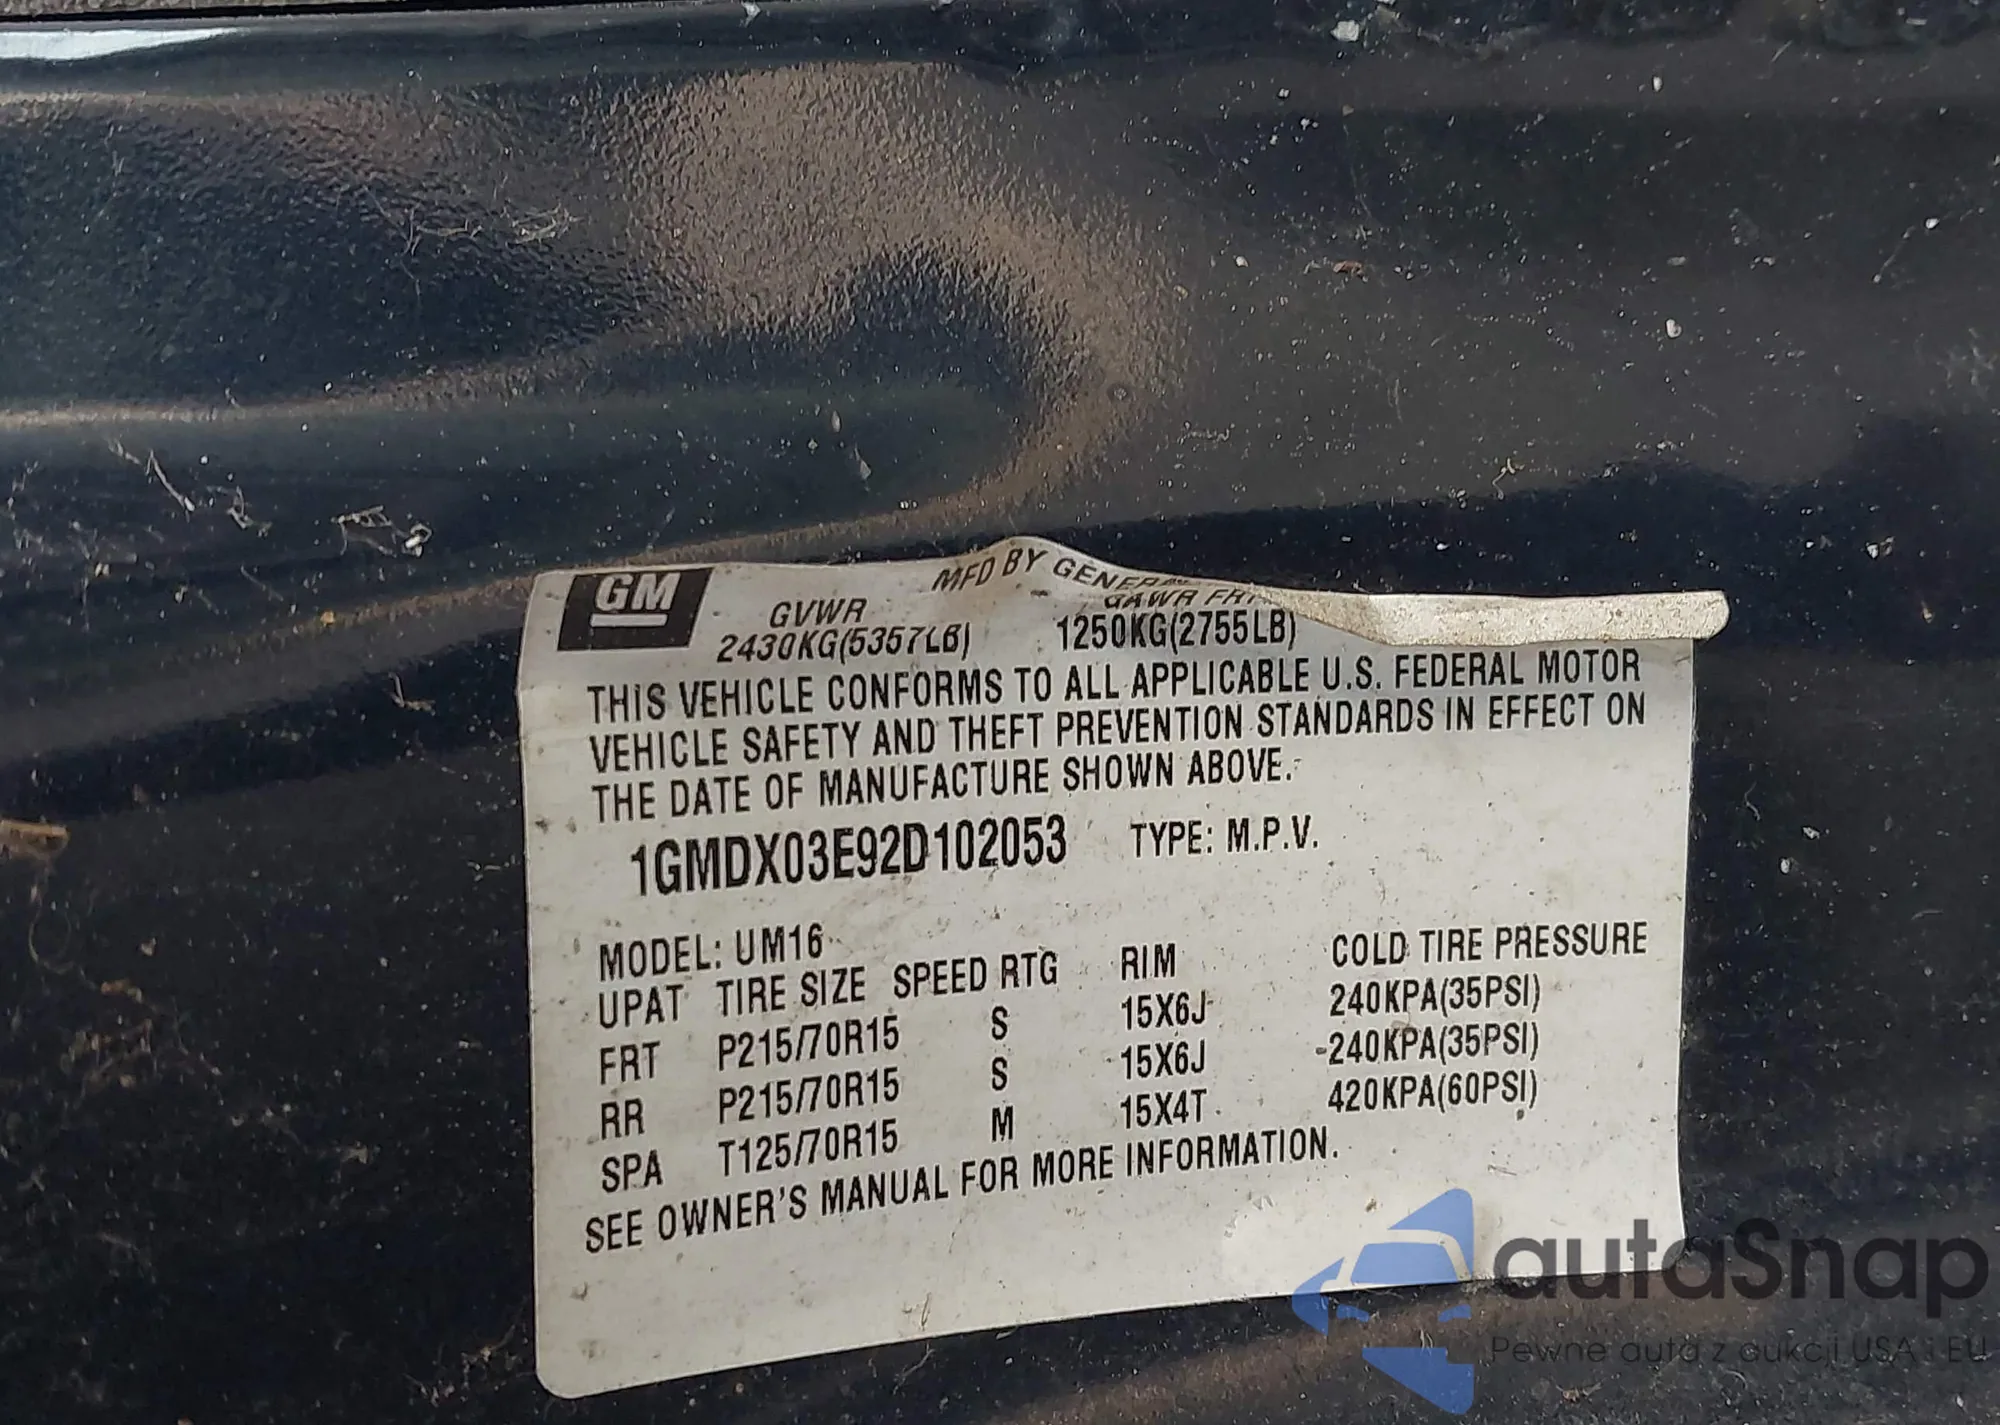 GM
MFD BY GENERA
GVWR
GAWR FRT
2430KG(5357LB) 1250KG(2755LB)
THIS VEHICLE CONFORMS TO ALL APPLICABLE U.S. FEDERAL MOTOR
VEHICLE SAFETY AND THEFT PREVENTION STANDARDS IN EFFECT ON
THE DATE OF MANUFACTURE SHOWN ABOVE.
1GMDX03E92D102053 TYPE: M.P.V.
MODEL: UM16
UPAT TIRE SIZE SPEED RTG RIM COLD TIRE PRESSURE
FRT P215/70R15 S 15X6J 240KPA(35PSI)
RR P215/70R15 S 15X6J 240KPA(35PSI)
SPA T125/70R15 M 15X4T 420KPA(60PSI)
SEE OWNER'S MANUAL FOR MORE INFORMATION.
autaSnap
Pewne auta z aukcji USA i EU